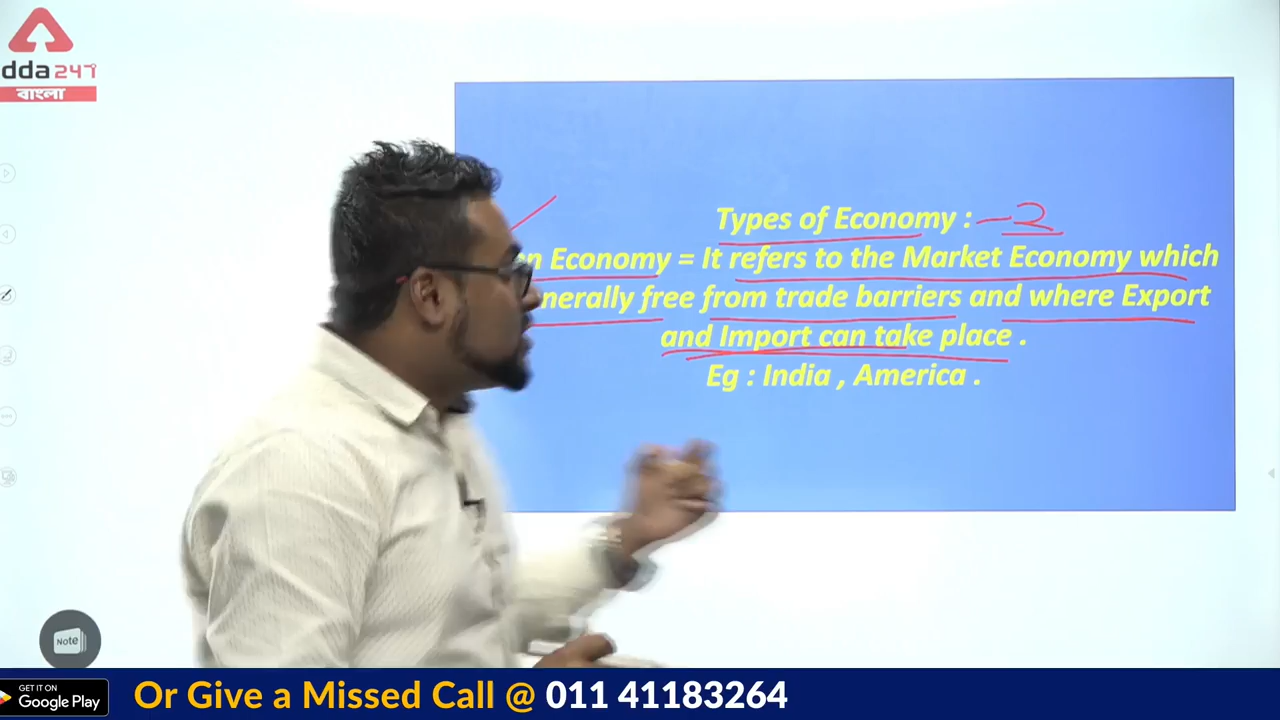 dda 247
বাংলা
Types of Economy : - 2
Economy = It refers to the Market Economy which
free from trade barriers and where Export
and Import can take place .
Eg : India , America .
Note
GET IT ON
Google Play
Or Give a Missed Call @ 011 41183264